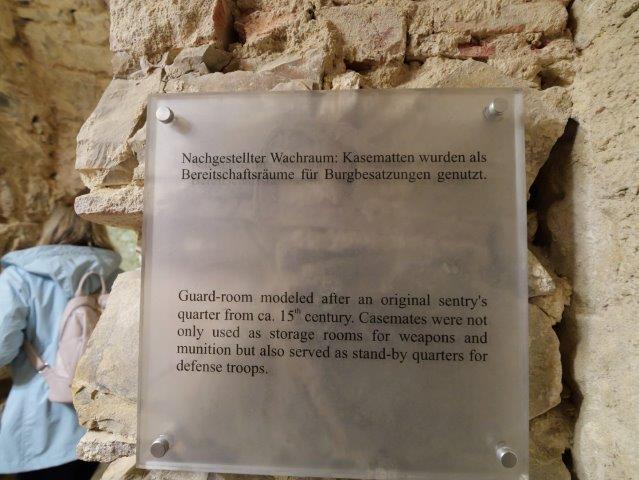 Nachgestellter Wachraum: Kasematten wurden als
Bereitschaftsräume für Burgbesatzungen genutzt.
Guard-room modeled after an original sentry's
quarter from ca. 15th century. Casemates were not
only used as storage rooms for weapons and
munition but also served as stand-by quarters for
defense troops.